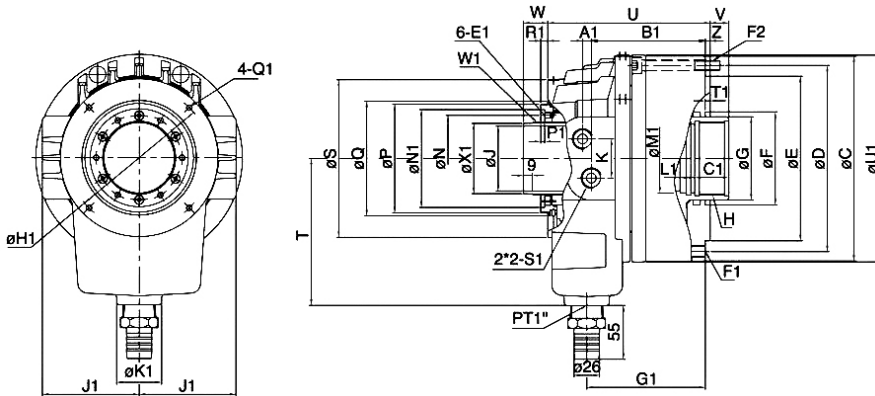 W
U
V
6-E1
R1
A1
B1
Z
F2
W1
4-Q1
T1
P1
øS
øQ
øP
øN1
øN
øX1
øJ
9
K
øM1
L1
C1
øG
øF
øE
øD
øC
øU1
T
H
øH1
2*2-S1
F1
PT1"
55
øK1
ø26
J1
J1
G1